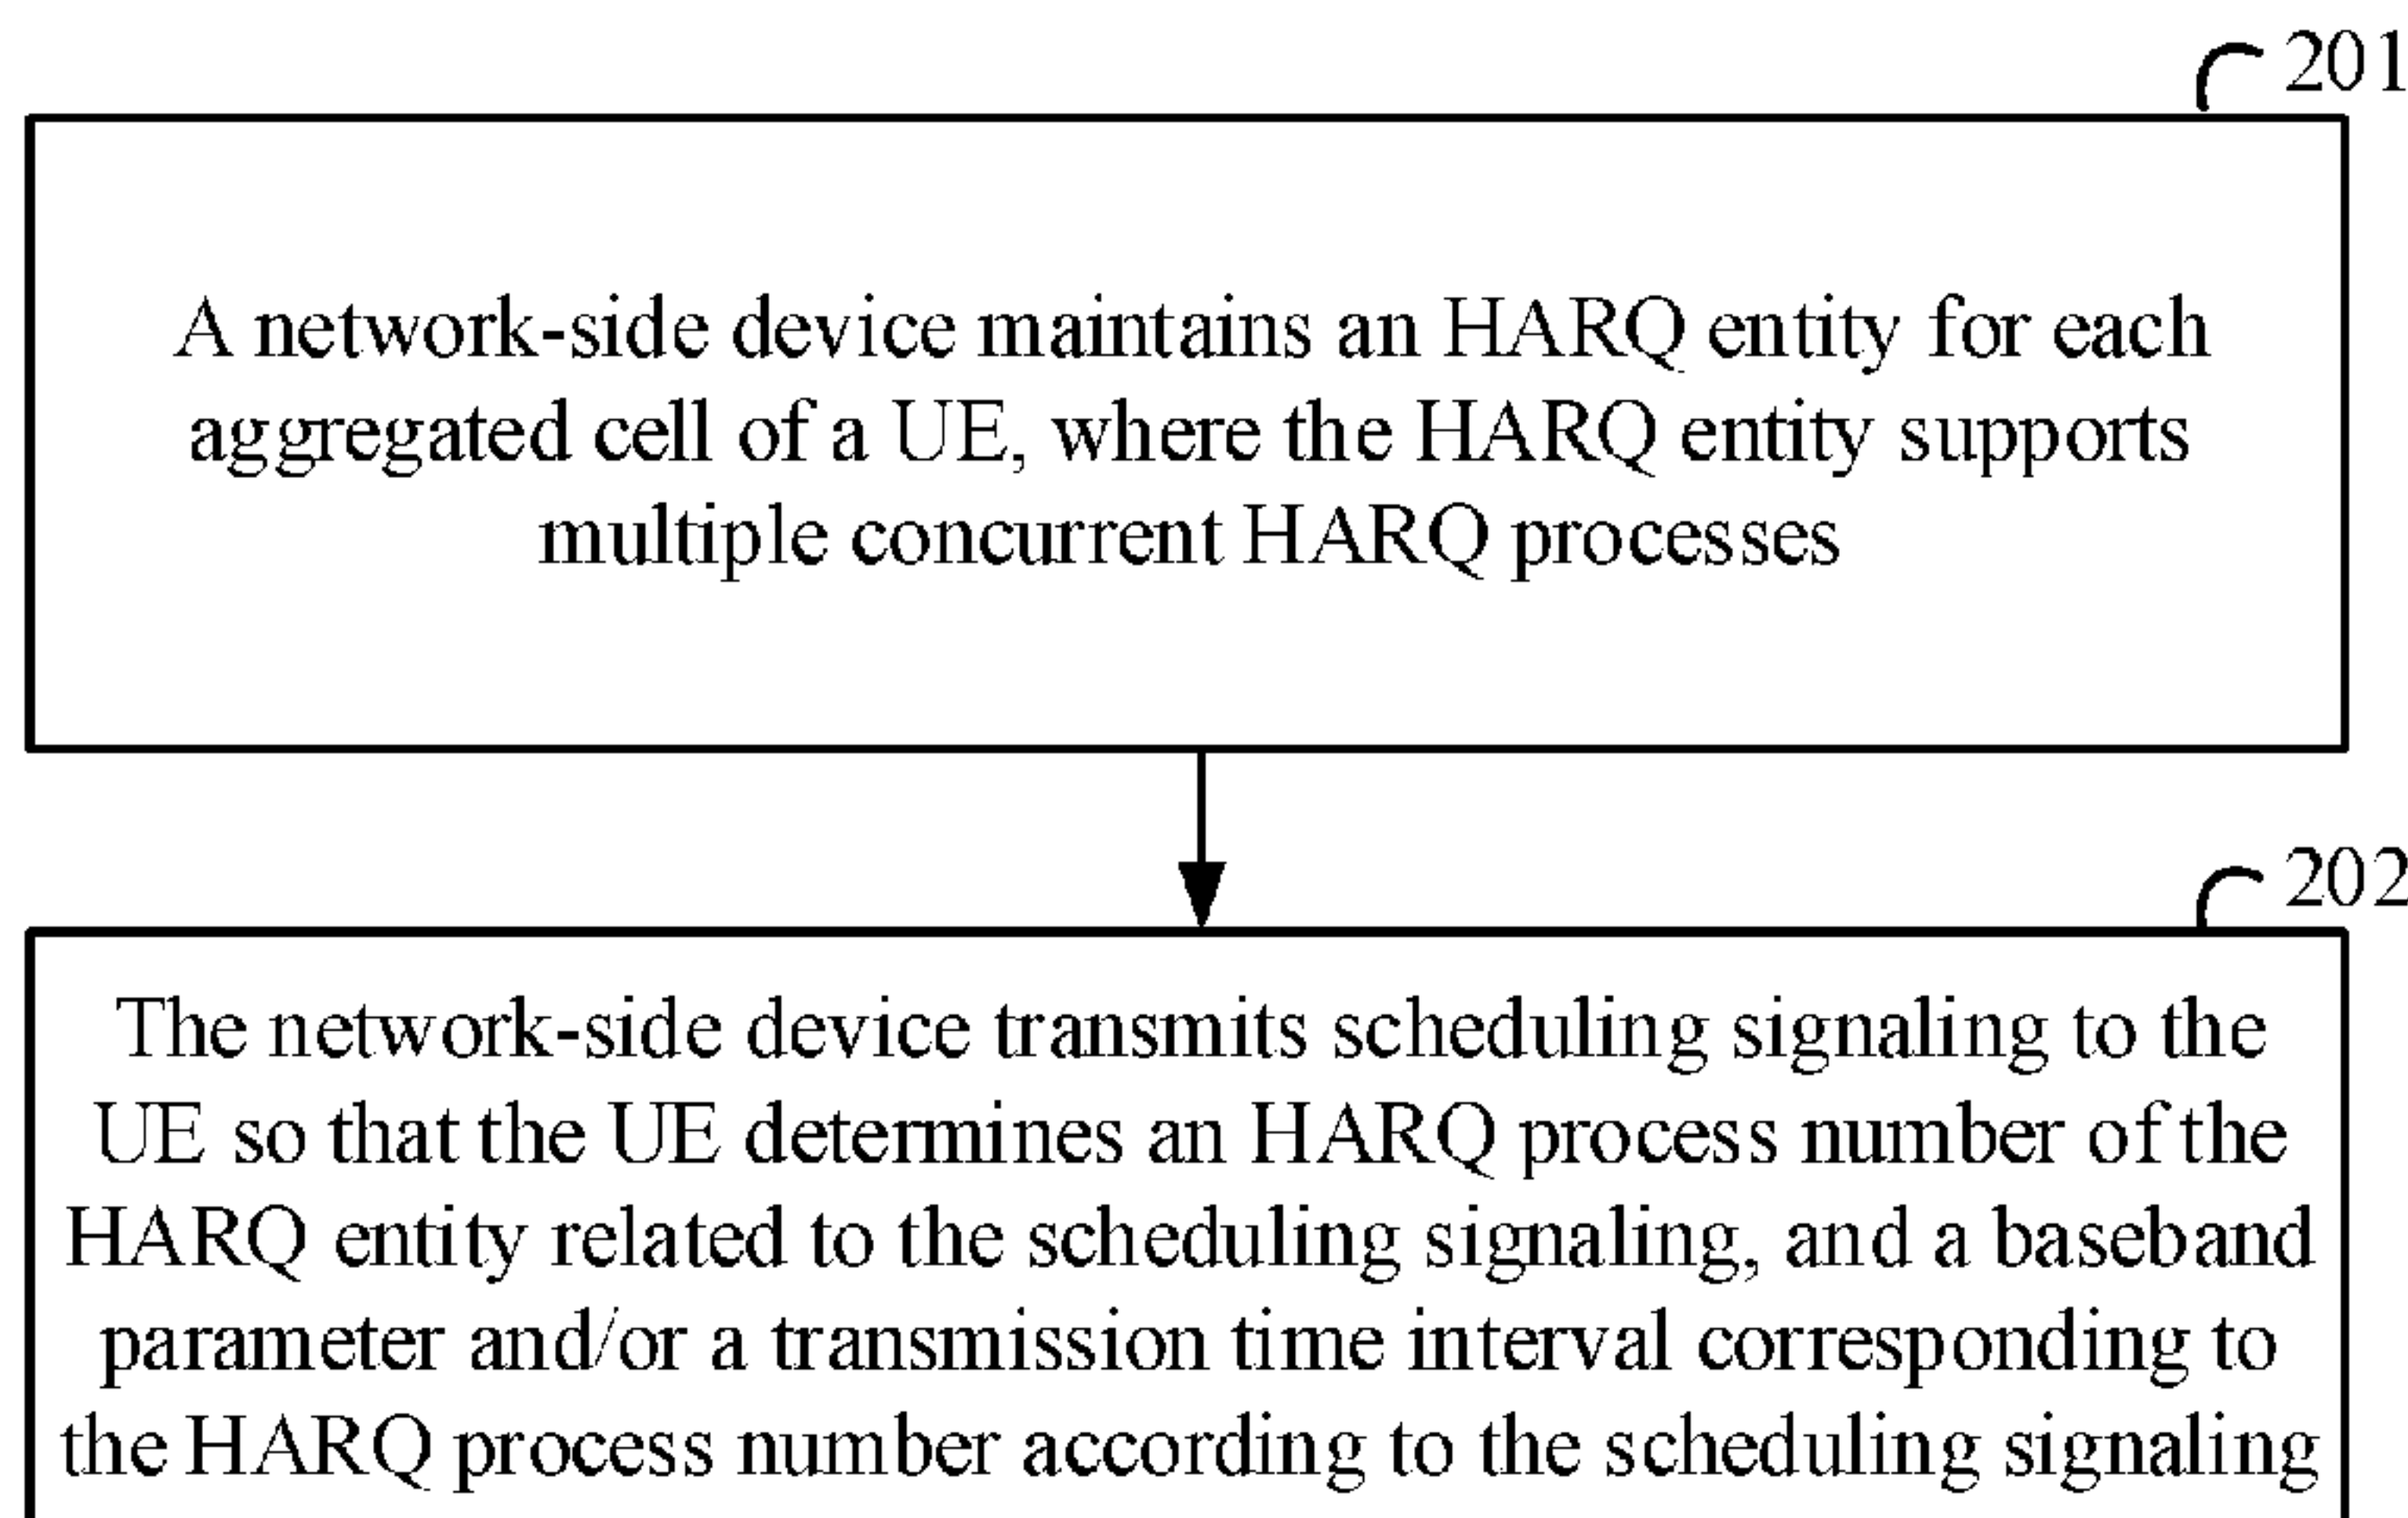 201
A network-side device maintains an HARQ entity for each
aggregated cell of a UE, where the HARQ entity supports
multiple concurrent HARQ processes
202
The network-side device transmits scheduling signaling to the
UE so that the UE determines an HARQ process number of the
HARQ entity related to the scheduling signaling, and a baseband
parameter and/or a transmission time interval corresponding to
the HARQ process number according to the scheduling signaling